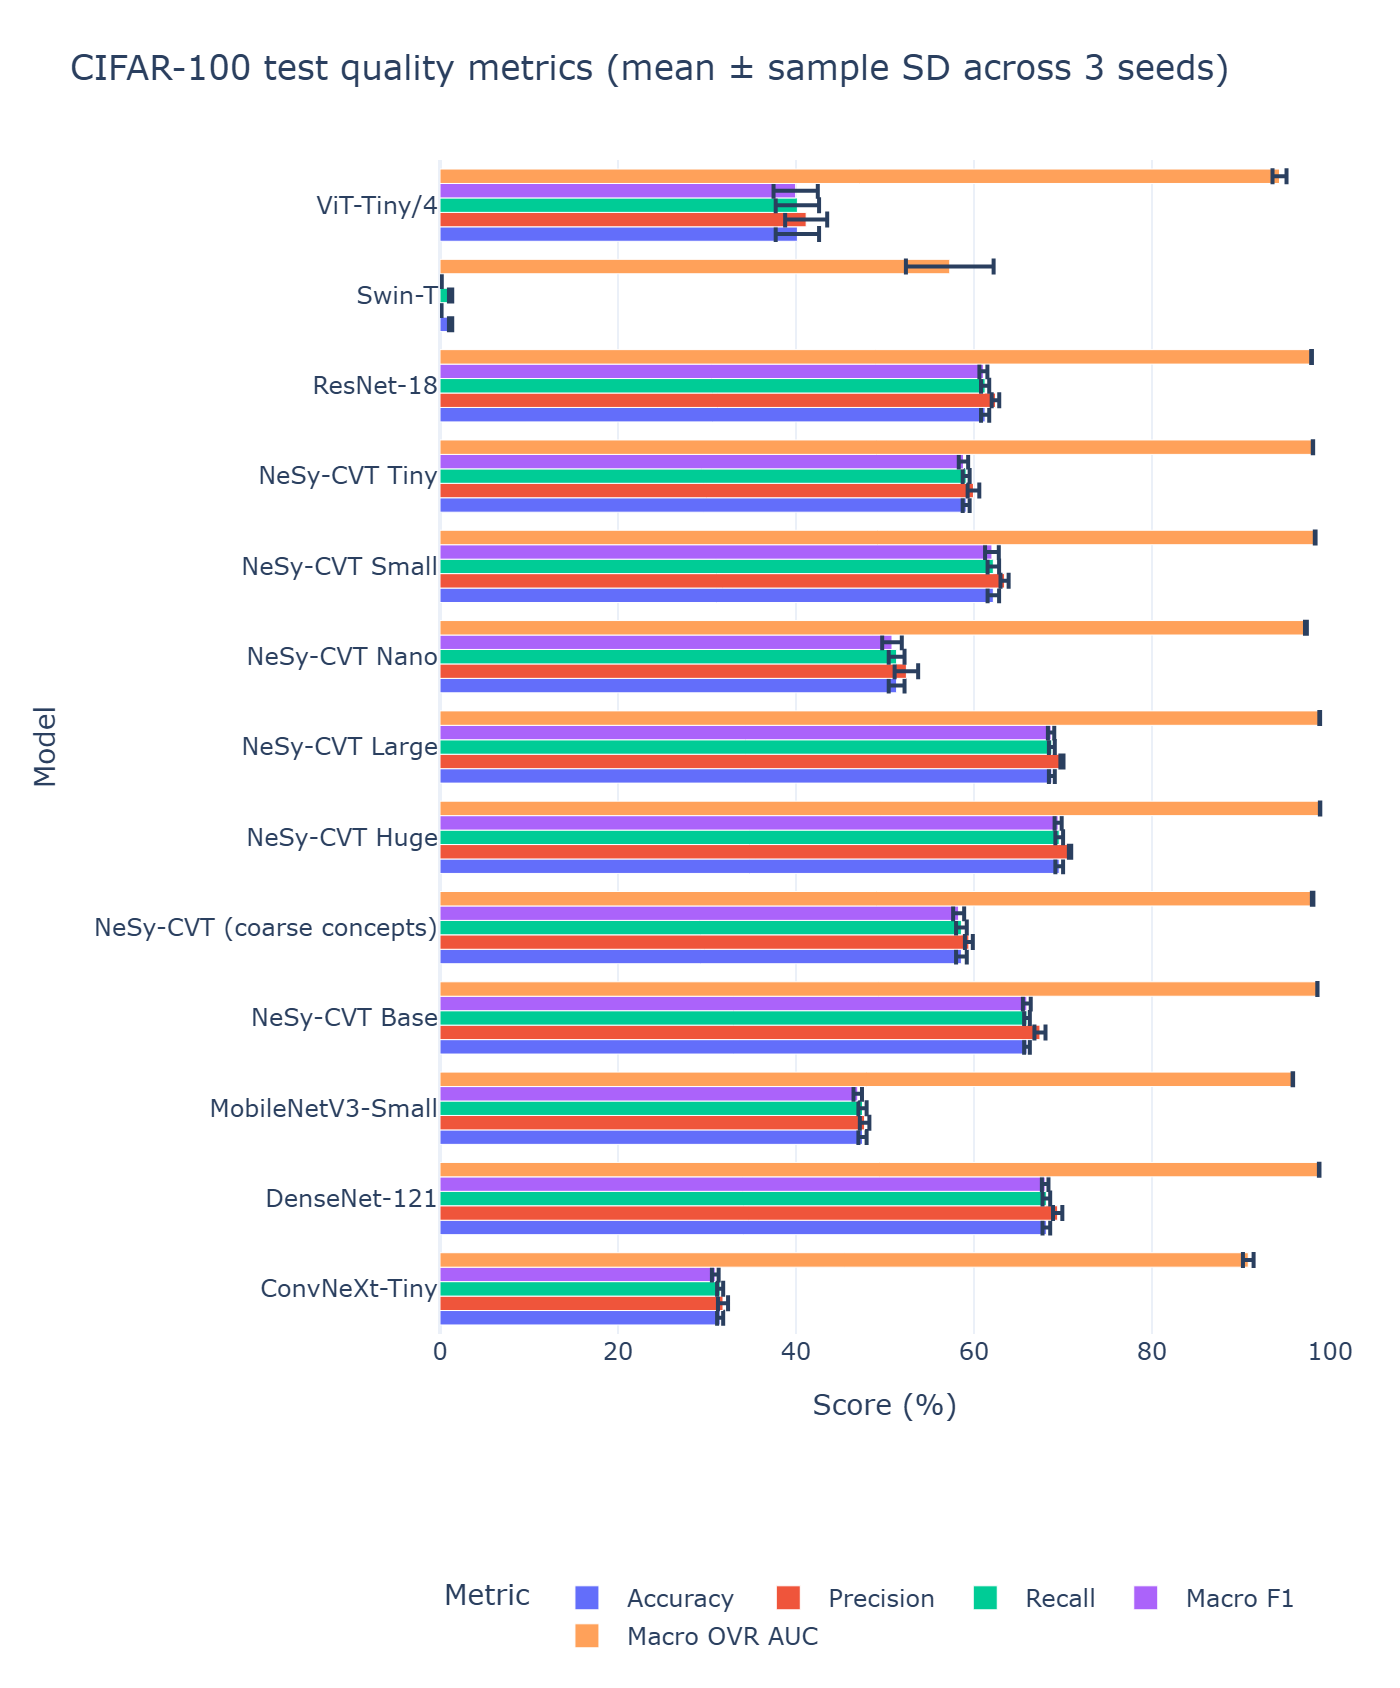 CIFAR-100 test quality metrics (mean ± sample SD across 3 seeds)
ViT-Tiny/4
Swin-T
ResNet-18
NeSy-CVT Tiny
NeSy-CVT Small
NeSy-CVT Nano
NeSy-CVT Large
NeSy-CVT Huge
NeSy-CVT (coarse concepts)
NeSy-CVT Base
MobileNetV3-Small
DenseNet-121
ConvNeXt-Tiny
Model
0 20 40 60 80 100
Score (%)
Metric Accuracy Precision Recall Macro F1
Macro OVR AUC